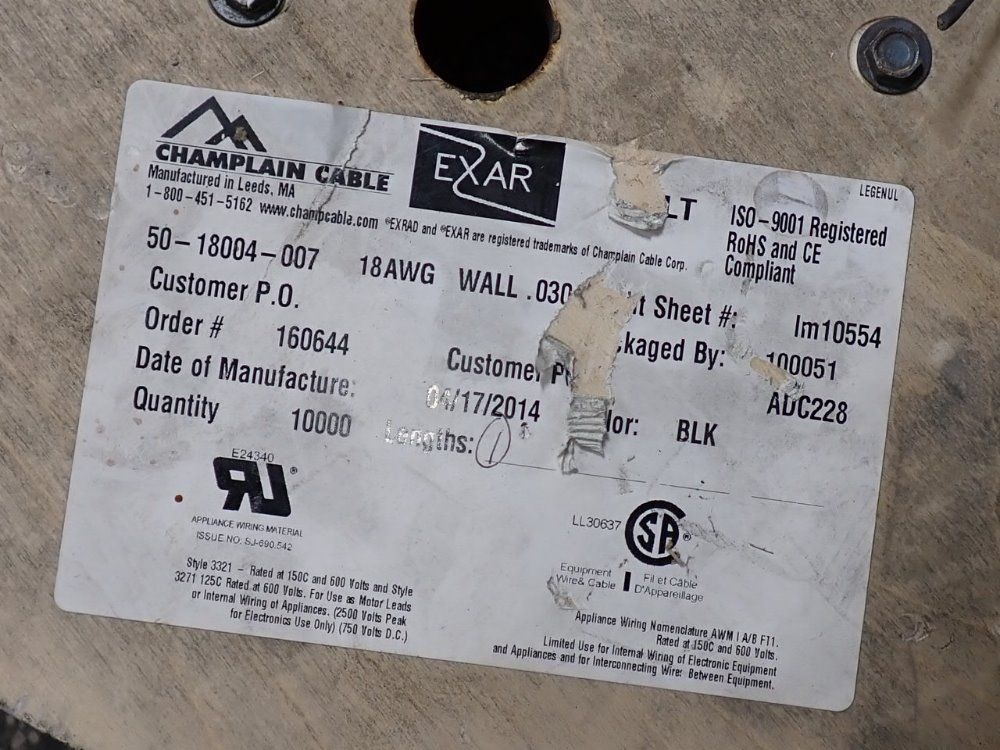 CHAMPLAIN CABLE
Manufactured in Leeds, MA
1-800-451-5162 www.champcable.com
EXAR
®EXRAD and ®EXAR are registered trademarks of Champlain Cable Corp.
LT
LEGENUL
ISO-9001 Registered
RoHS and CE
Compliant
50-18004-007 18AWG WALL .030
Sheet #: lm10554
Customer P.O.
Customer
By: 100051
Order # 160644
ADC228
Date of Manufacture: 04/17/2014
BLK
Quantity 10000 Lengths: 1
E24340
RU®
APPLIANCE WIRING MATERIAL
ISSUE NO: SJ-690,542
Style 3321 - Rated at 150C and 600 Volts and Style
3271 125C Rated at 600 Volts. For Use as Motor Leads
or Internal Wiring of Appliances. (2500 Volts Peak
for Electronics Use Only) (750 Volts D.C.)
LL30637 SA®
Equipment Wire & Cable
Fil et Câble D'Appareillage
Appliance Wiring Nomenclature AWM I A/B FT1.
Rated at 150C and 600 Volts.
Limited Use for Internal Wiring of Electronic Equipment
and Appliances and for Interconnecting Wire: Between Equipment.